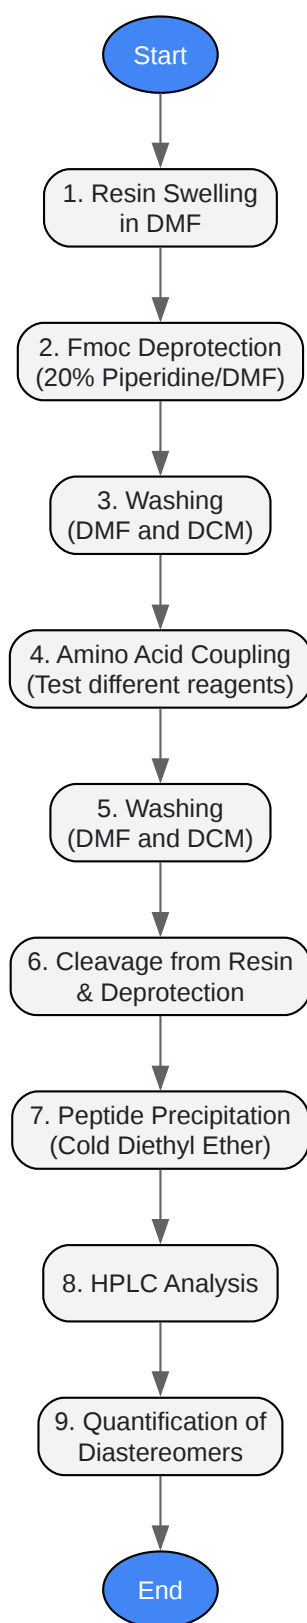 Start
1. Resin Swelling
in DMF
2. Fmoc Deprotection
(20% Piperidine/DMF)
3. Washing
(DMF and DCM)
4. Amino Acid Coupling
(Test different reagents)
5. Washing
(DMF and DCM)
6. Cleavage from Resin
& Deprotection
7. Peptide Precipitation
(Cold Diethyl Ether)
8. HPLC Analysis
9. Quantification of
Diastereomers
End